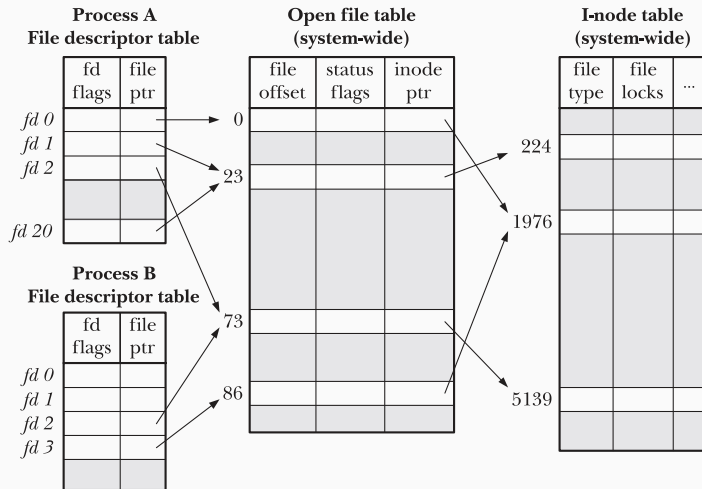 Process A
File descriptor table
fd flags
file ptr
fd 0
fd 1
fd 2
fd 20
Process B
File descriptor table
fd flags
file ptr
fd 0
fd 1
fd 2
fd 3
Open file table
(system-wide)
file offset
status flags
inode ptr
0
23
73
86
I-node table
(system-wide)
file type
file locks
...
224
1976
5139